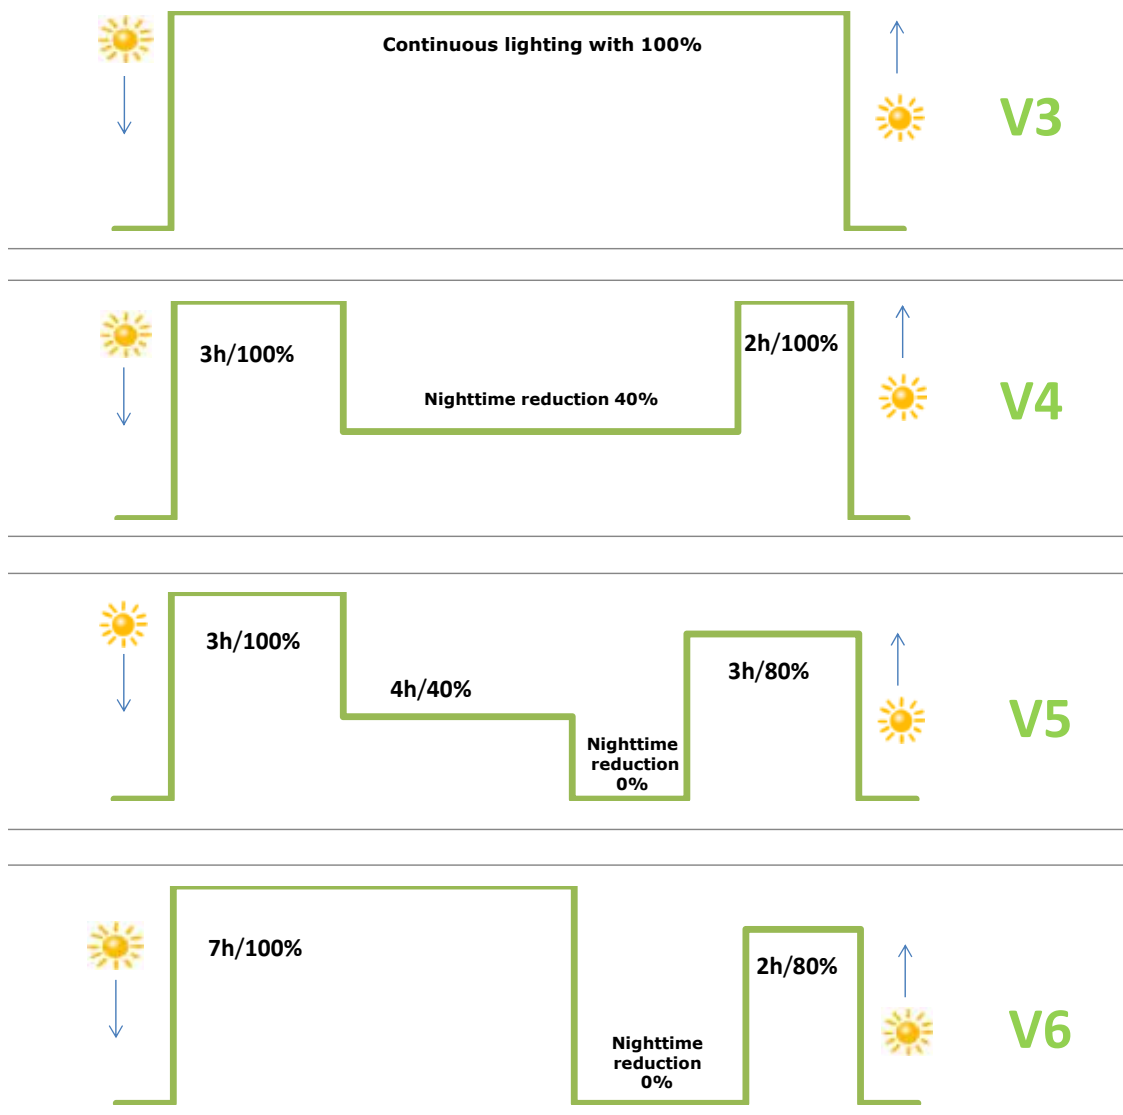 Continuous lighting with 100%
V3
3h/100%
2h/100%
Nighttime reduction 40%
V4
3h/100%
4h/40%
3h/80%
Nighttime
reduction
0%
V5
7h/100%
2h/80%
Nighttime
reduction
0%
V6